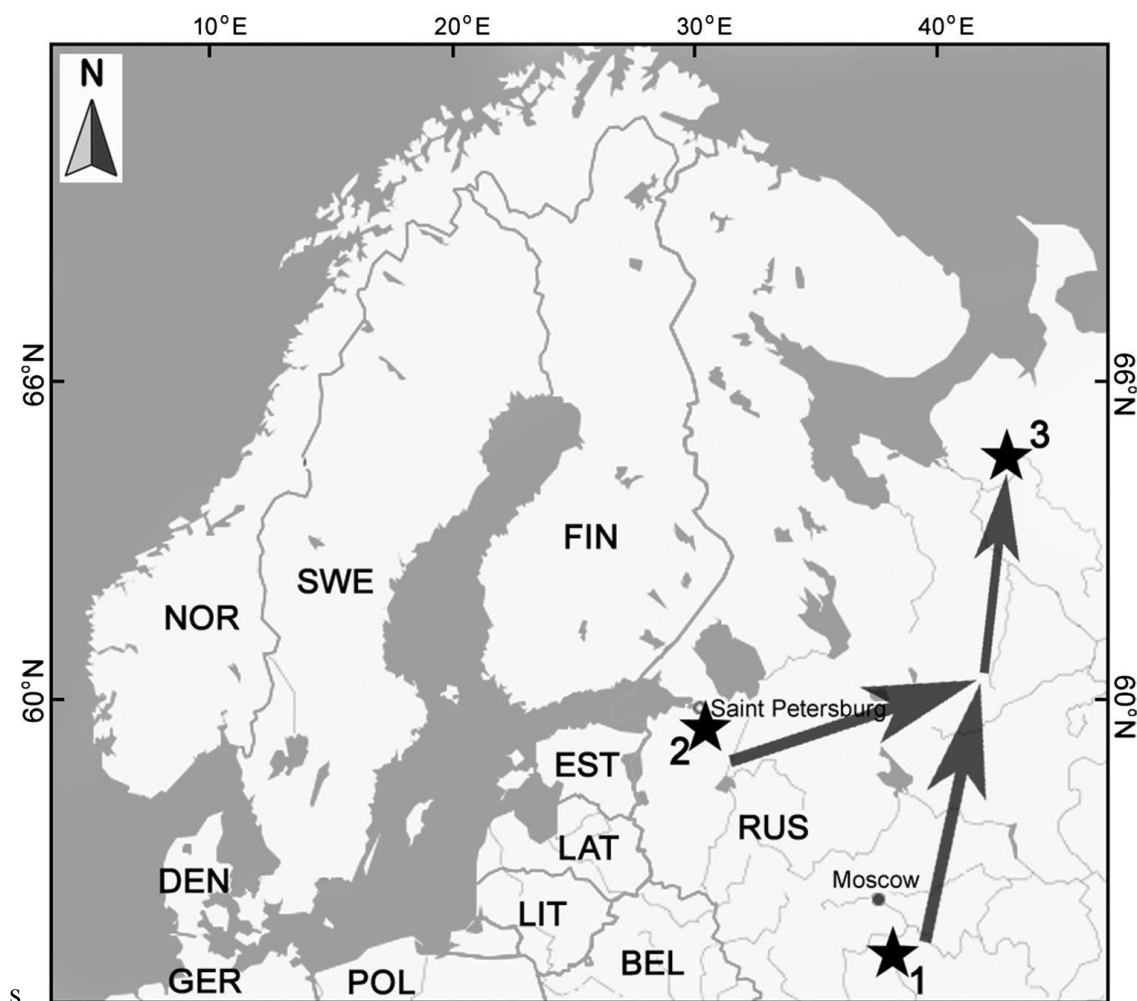 10°E 20°E 30°E 40°E
N
66°N 66°N
3
FIN
SWE
NOR
60°N 60°N
Saint Petersburg
2
EST
RUS
LAT
DEN
Moscow
LIT
BEL
GER POL
1
s